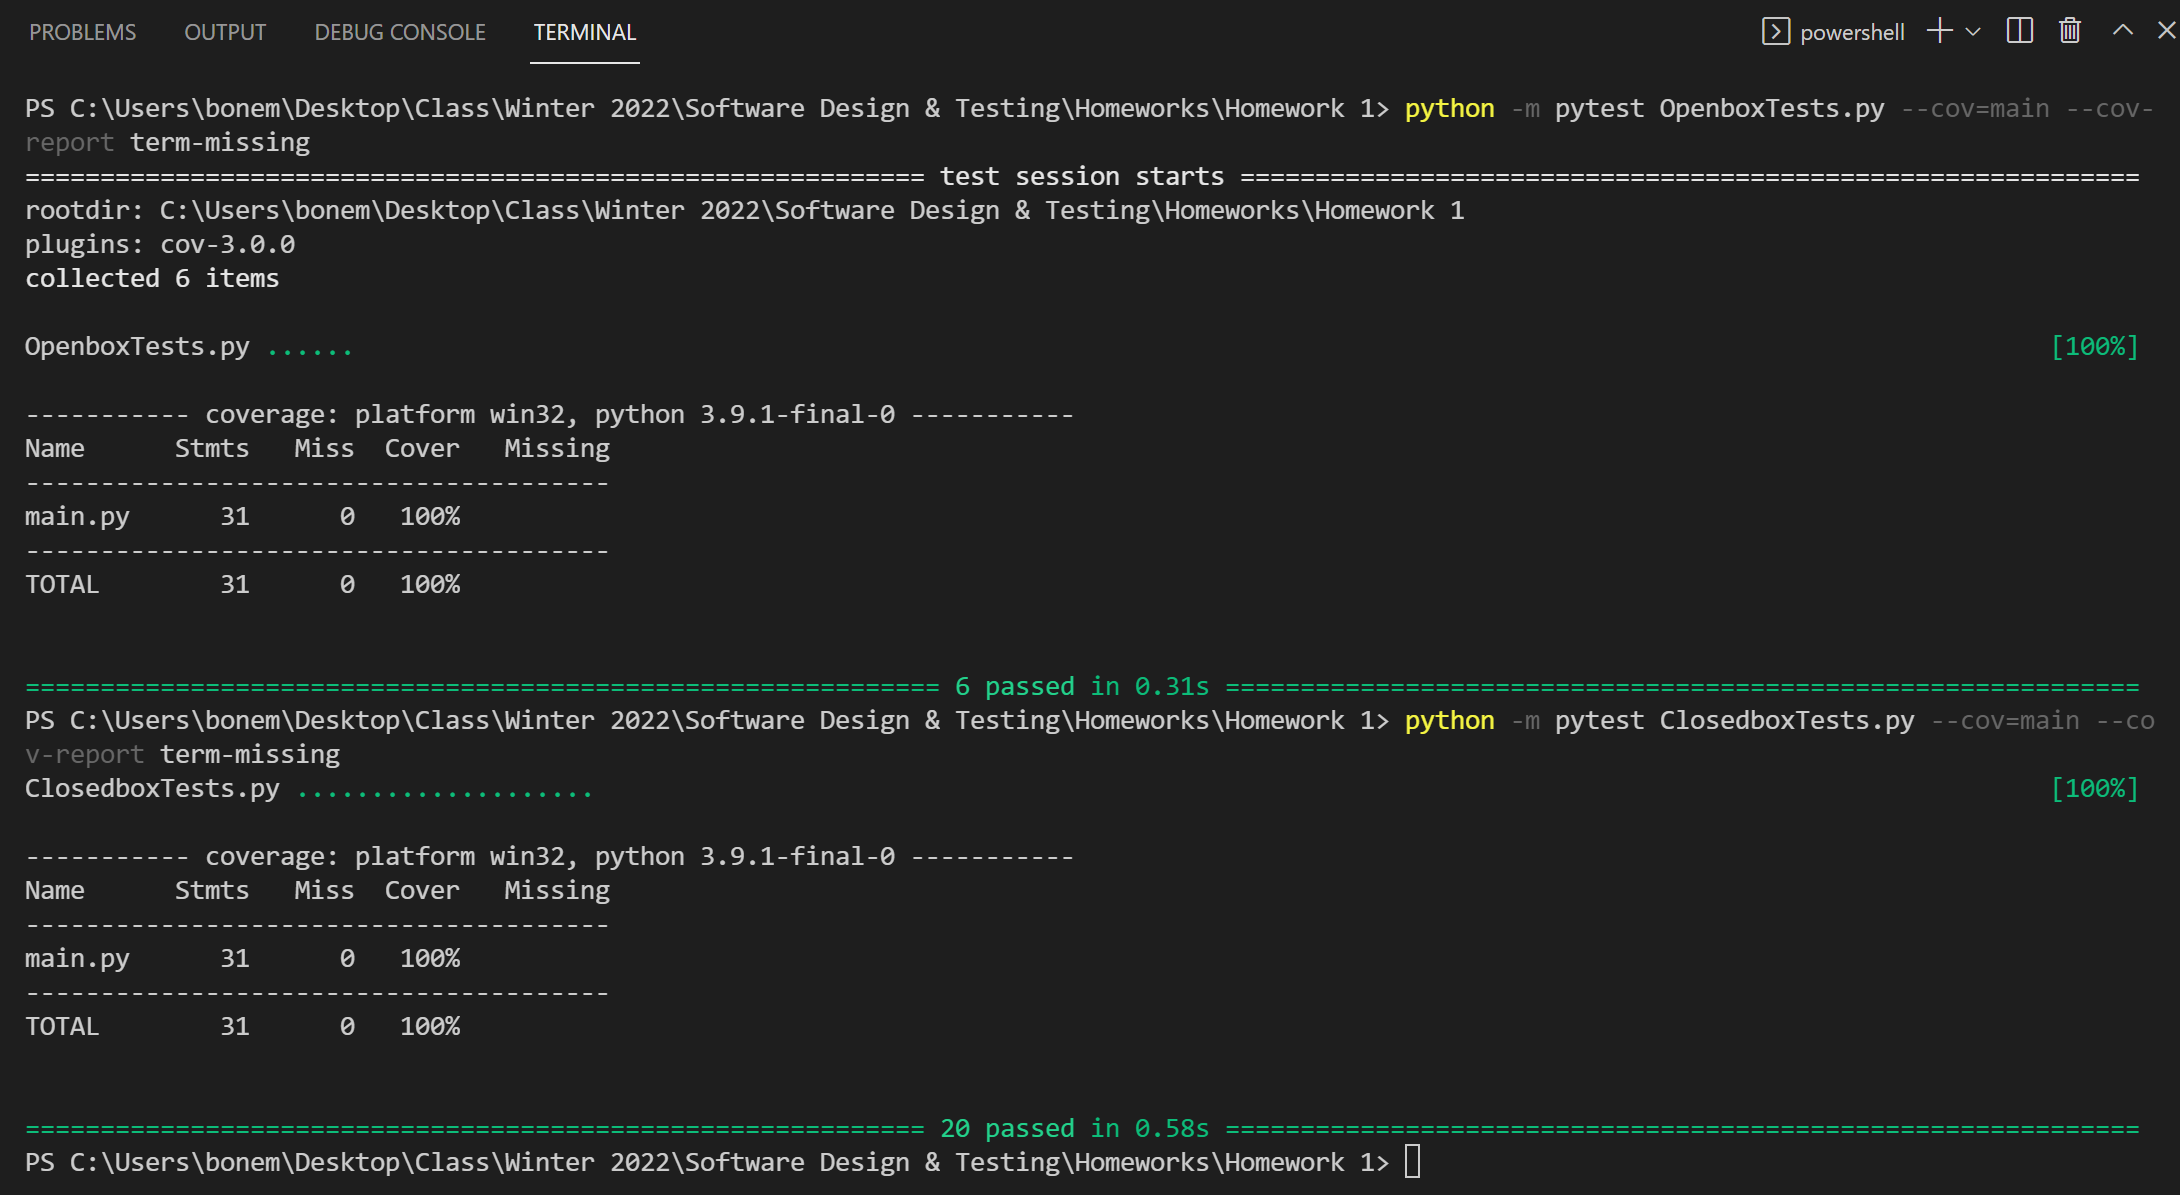 PROBLEMS OUTPUT DEBUG CONSOLE TERMINAL powershell
PS C:\Users\bonem\Desktop\Class\Winter 2022\Software Design & Testing\Homeworks\Homework 1> python -m pytest OpenboxTests.py --cov=main --cov-
report term-missing
============================================================ test session starts ============================================================
rootdir: C:\Users\bonem\Desktop\Class\Winter 2022\Software Design & Testing\Homeworks\Homework 1
plugins: cov-3.0.0
collected 6 items
OpenboxTests.py ...... [100%]
----------- coverage: platform win32, python 3.9.1-final-0 -----------
Name      Stmts   Miss  Cover   Missing
---------------------------------------
main.py      31      0   100%
---------------------------------------
TOTAL        31      0   100%
============================================================= 6 passed in 0.31s =============================================================
PS C:\Users\bonem\Desktop\Class\Winter 2022\Software Design & Testing\Homeworks\Homework 1> python -m pytest ClosedboxTests.py --cov=main --co
v-report term-missing
ClosedboxTests.py .................... [100%]
----------- coverage: platform win32, python 3.9.1-final-0 -----------
Name      Stmts   Miss  Cover   Missing
---------------------------------------
main.py      31      0   100%
---------------------------------------
TOTAL        31      0   100%
============================================================ 20 passed in 0.58s =============================================================
PS C:\Users\bonem\Desktop\Class\Winter 2022\Software Design & Testing\Homeworks\Homework 1>